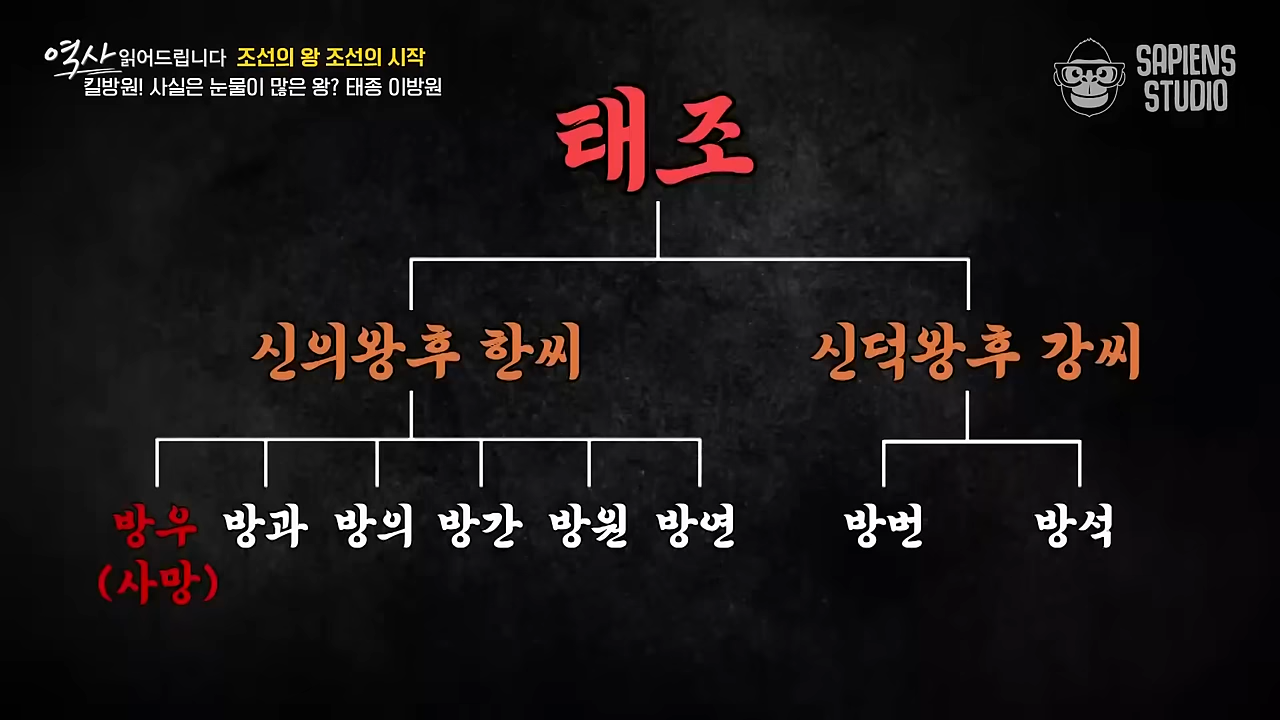 역사 읽어드립니다 조선의 왕 조선의 시작
킬방원! 사실은 눈물이 많은 왕? 태종 이방원
SAPIENS
STUDIO
태조
신의왕후 한씨 신덕왕후 강씨
방우 방과 방의 방간 방원 방연 방번 방석
(사망)